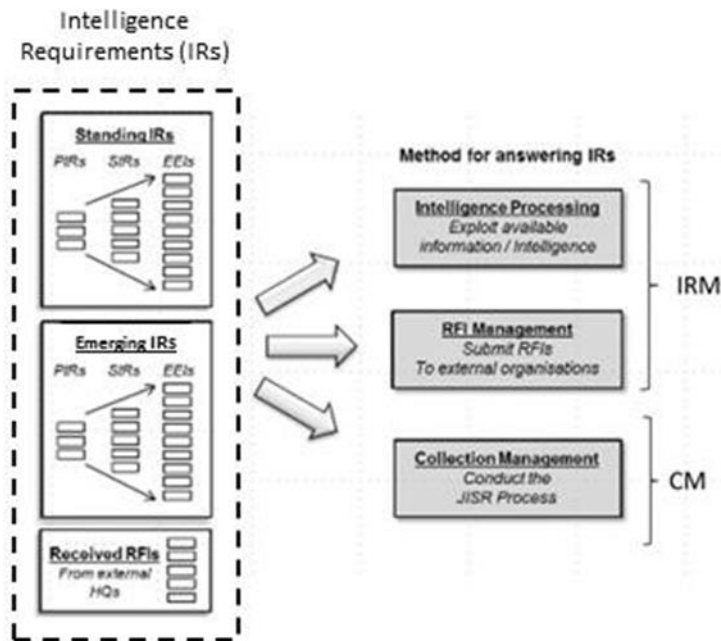 Intelligence
Requirements (IRs)
Standing IRs
PIRs SIRs EEIs
Emerging IRs
PIRs SIRs EEIs
Received RFIs
From external
HQs
Method for answering IRs
Intelligence Processing
Exploit available
information / Intelligence
RFI Management
Submit RFIs
To external organisations
IRM
Collection Management
Conduct the
JISR Process
CM